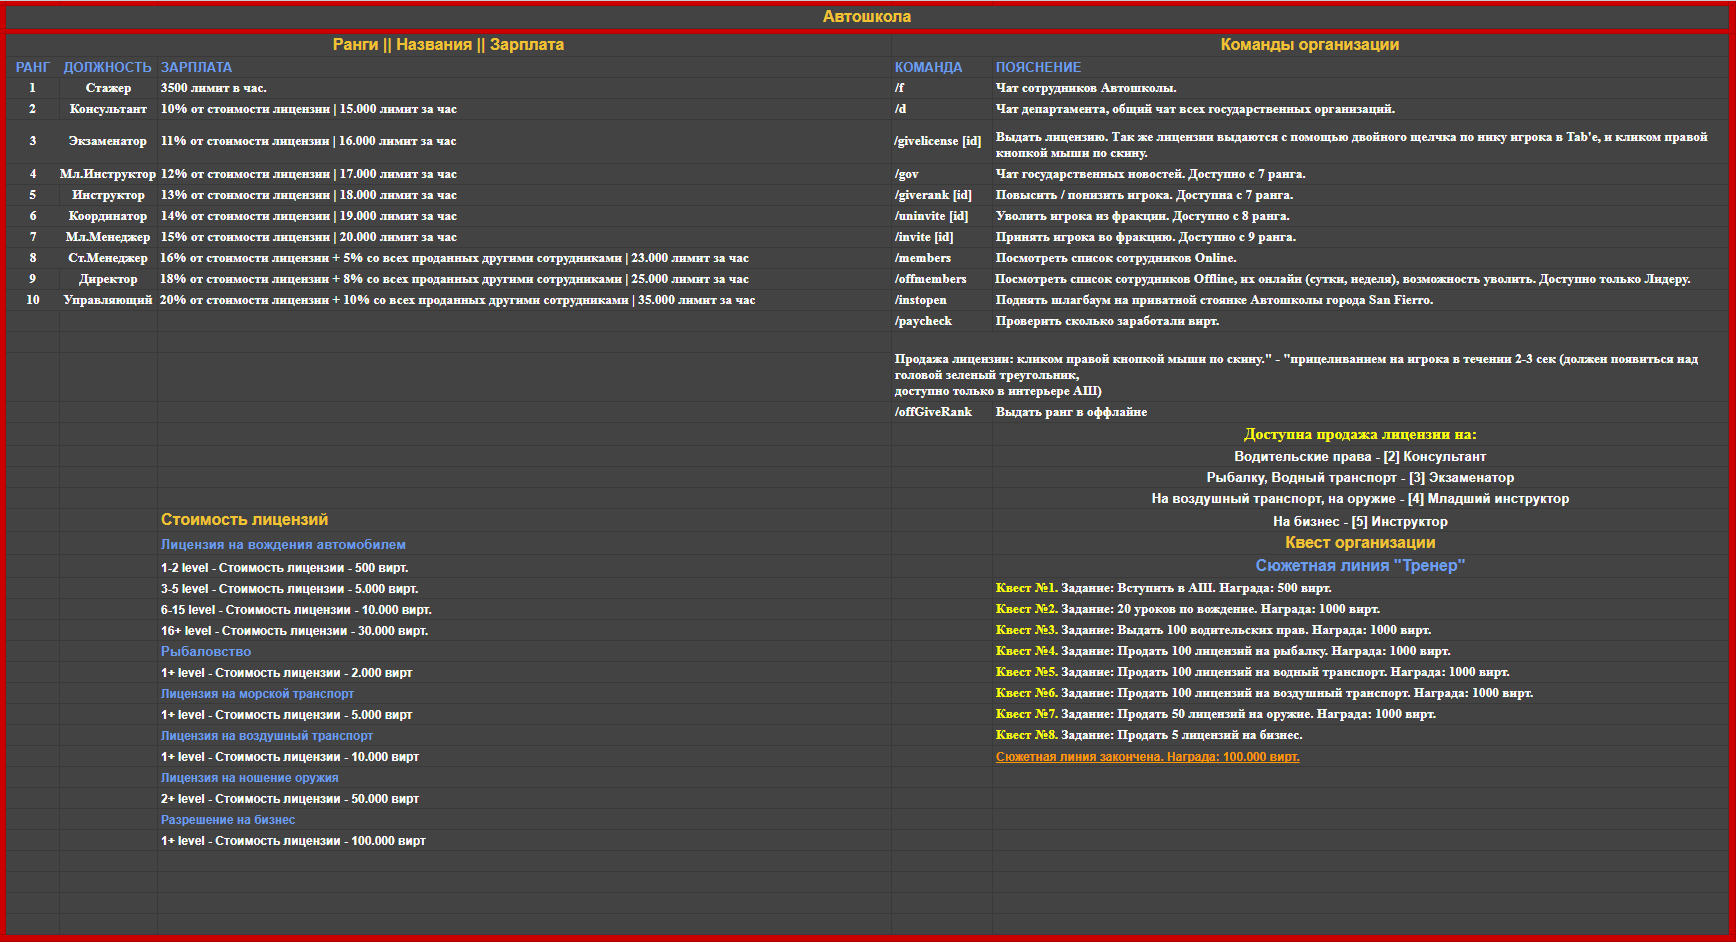 Автошкола
Ранги || Названия || Зарплата
РАНГ ДОЛЖНОСТЬ ЗАРПЛАТА
1 Стажер 3500 лимит в час.
2 Консультант 10% от стоимости лицензии | 15.000 лимит за час
3 Экзаменатор 11% от стоимости лицензии | 16.000 лимит за час
4 Мл.Инструктор 12% от стоимости лицензии | 17.000 лимит за час
5 Инструктор 13% от стоимости лицензии | 18.000 лимит за час
6 Координатор 14% от стоимости лицензии | 19.000 лимит за час
7 Мл.Менеджер 15% от стоимости лицензии | 20.000 лимит за час
8 Ст.Менеджер 16% от стоимости лицензии + 5% со всех проданных другими сотрудниками | 23.000 лимит за час
9 Директор 18% от стоимости лицензии + 8% со всех проданных другими сотрудниками | 25.000 лимит за час
10 Управляющий 20% от стоимости лицензии + 10% со всех проданных другими сотрудниками | 35.000 лимит за час
Стоимость лицензий
Лицензия на вождения автомобилем
1-2 level - Стоимость лицензии - 500 вирт.
3-5 level - Стоимость лицензии - 5.000 вирт.
6-15 level - Стоимость лицензии - 10.000 вирт.
16+ level - Стоимость лицензии - 30.000 вирт.
Рыбаловство
1+ level - Стоимость лицензии - 2.000 вирт
Лицензия на морской транспорт
1+ level - Стоимость лицензии - 5.000 вирт
Лицензия на воздушный транспорт
1+ level - Стоимость лицензии - 10.000 вирт
Лицензия на ношение оружия
2+ level - Стоимость лицензии - 50.000 вирт
Разрешение на бизнес
1+ level - Стоимость лицензии - 100.000 вирт
Команды организации
КОМАНДА ПОЯСНЕНИЕ
/f Чат сотрудников Автошколы.
/d Чат департамента, общий чат всех государственных организаций.
/givelicense [id] Выдать лицензию. Так же лицензии выдаются с помощью двойного щелчка по нику игрока в Tab'e, и кликом правой
кнопкой мыши по скину.
/gov Чат государственных новостей. Доступно с 7 ранга.
/giverank [id] Повысить / понизить игрока. Доступна с 7 ранга.
/uninvite [id] Уволить игрока из фракции. Доступно с 8 ранга.
/invite [id] Принять игрока во фракцию. Доступно с 9 ранга.
/members Посмотреть список сотрудников Online.
/offmembers Посмотреть список сотрудников Offline, их онлайн (сутки, неделя), возможность уволить. Доступно только Лидеру.
/instopen Поднять шлагбаум на приватной стоянке Автошколы города San Fierro.
/paycheck Проверить сколько заработали вирт.
Продажа лицензии: кликом правой кнопкой мыши по скину." - "прицеливанием на игрока в течении 2-3 сек (должен появиться над
головой зеленый треугольник,
доступно только в интерьере АШ)
/offGiveRank Выдать ранг в оффлайне
Доступна продажа лицензии на:
Водительские права - [2] Консультант
Рыбалку, Водный транспорт - [3] Экзаменатор
На воздушный транспорт, на оружие - [4] Младший инструктор
На бизнес - [5] Инструктор
Квест организации
Сюжетная линия "Тренер"
Квест №1. Задание: Вступить в АШ. Награда: 500 вирт.
Квест №2. Задание: 20 уроков по вождение. Награда: 1000 вирт.
Квест №3. Задание: Выдать 100 водительских прав. Награда: 1000 вирт.
Квест №4. Задание: Продать 100 лицензий на рыбалку. Награда: 1000 вирт.
Квест №5. Задание: Продать 100 лицензий на водный транспорт. Награда: 1000 вирт.
Квест №6. Задание: Продать 100 лицензий на воздушный транспорт. Награда: 1000 вирт.
Квест №7. Задание: Продать 50 лицензий на оружие. Награда: 1000 вирт.
Квест №8. Задание: Продать 5 лицензий на бизнес.
Сюжетная линия закончена. Награда: 100.000 вирт.